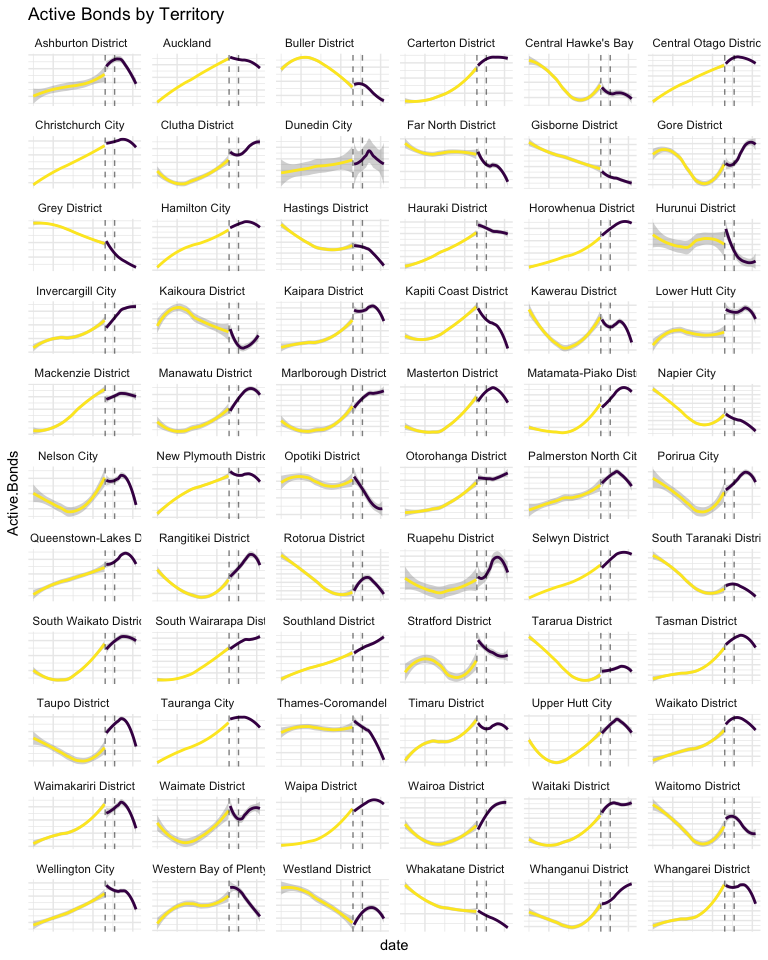 Active Bonds by Territory
Ashburton District
Auckland
Buller District
Carterton District
Central Hawke's Bay
Central Otago Distric
Christchurch City
Clutha District
Dunedin City
Far North District
Gisborne District
Gore District
Grey District
Hamilton City
Hastings District
Hauraki District
Horowhenua District
Hurunui District
Invercargill City
Kaikoura District
Kaipara District
Kapiti Coast District
Kawerau District
Lower Hutt City
Mackenzie District
Manawatu District
Marlborough District
Masterton District
Matamata-Piako Dist
Napier City
Nelson City
New Plymouth Distric
Opotiki District
Otorohanga District
Palmerston North Cit
Porirua City
Queenstown-Lakes D
Rangitikei District
Rotorua District
Ruapehu District
Selwyn District
South Taranaki Distri
South Waikato Distric
South Wairarapa Dist
Southland District
Stratford District
Tararua District
Tasman District
Taupo District
Tauranga City
Thames-Coromandel
Timaru District
Upper Hutt City
Waikato District
Waimakariri District
Waimate District
Waipa District
Wairoa District
Waitaki District
Waitomo District
Wellington City
Western Bay of Plenty
Westland District
Whakatane District
Whanganui District
Whangarei District
Active.Bonds
date